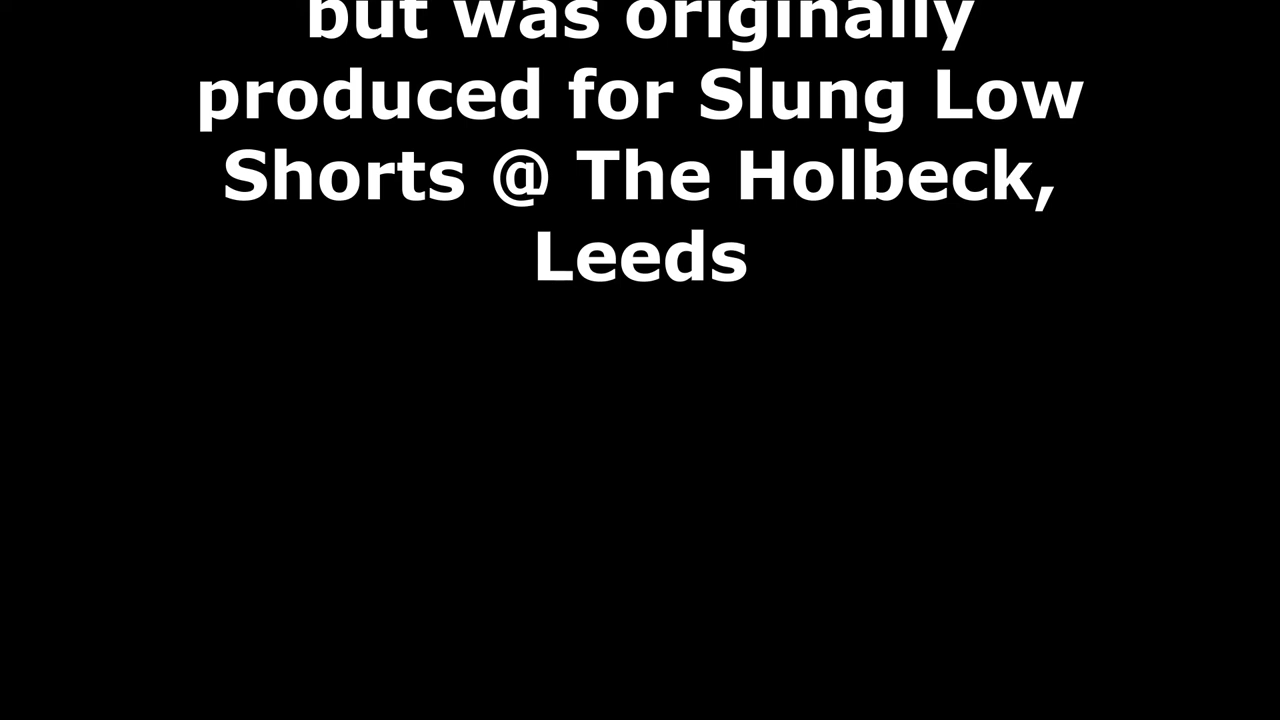 but was originally
produced for Slung Low
Shorts @ The Holbeck,
Leeds